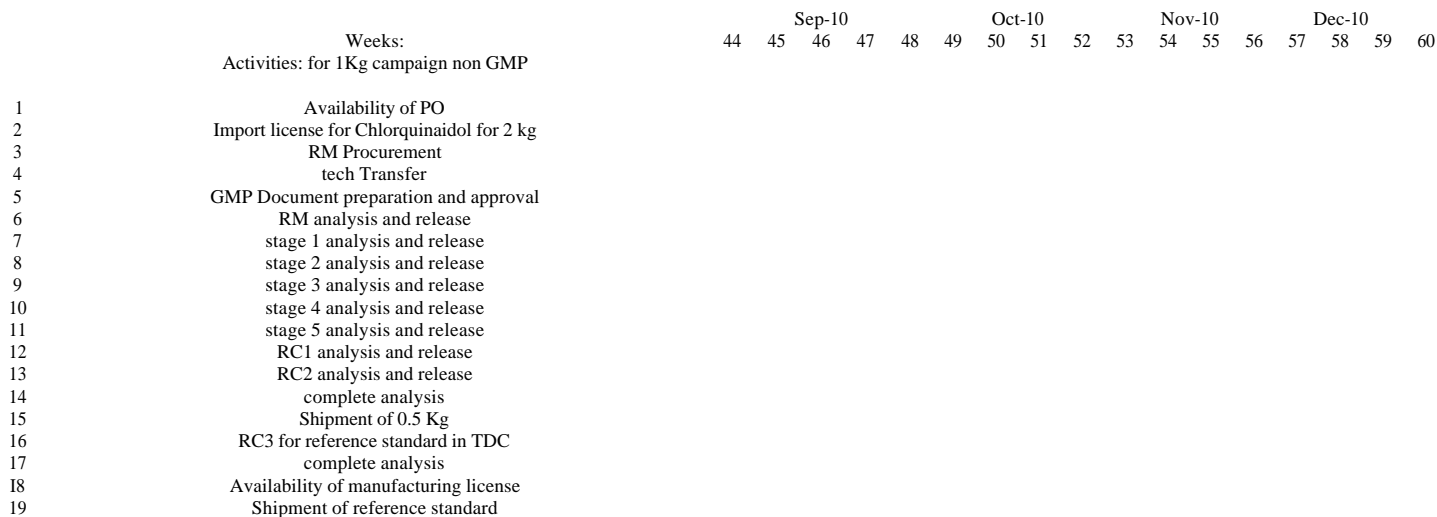 Sep-10 Oct-10 Nov-10 Dec-10
Weeks: 44 45 46 47 48 49 50 51 52 53 54 55 56 57 58 59 60
Activities: for 1Kg campaign non GMP
1 Availability of PO
2 Import license for Chlorquinaidol for 2 kg
3 RM Procurement
4 tech Transfer
5 GMP Document preparation and approval
6 RM analysis and release
7 stage 1 analysis and release
8 stage 2 analysis and release
9 stage 3 analysis and release
10 stage 4 analysis and release
11 stage 5 analysis and release
12 RC1 analysis and release
13 RC2 analysis and release
14 complete analysis
15 Shipment of 0.5 Kg
16 RC3 for reference standard in TDC
17 complete analysis
I8 Availability of manufacturing license
19 Shipment of reference standard